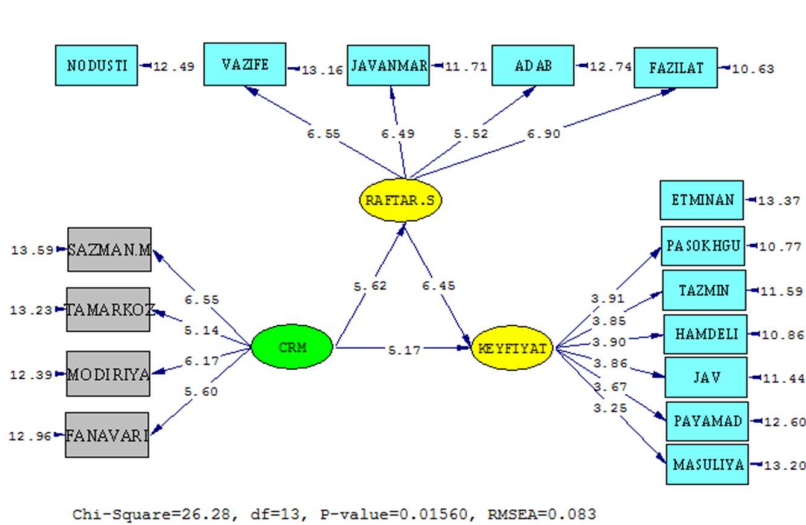 NODUSTI 12.49 VAZIFE 13.16 JAVANMAR 11.71 ADAB 12.74 FAZILAT 10.63
6.55 6.49 5.52 6.90
RAFTAR.S
ETMINAN 13.37
PASOKHGU 10.77
TAZMIN 11.59
HAMDELI 10.86
JAV 11.44
PAYAMAD 12.60
MASULIYA 13.20
13.59 SAZMAN.M
13.23 TAMARKOZ
12.39 MODIRIYA
12.96 FANAVARI
6.55
5.14
6.17
5.60
CRM
5.62
6.45
5.17
KEYFIYAT
3.91
3.85
3.90
3.86
3.67
3.25
Chi-Square=26.28, df=13, P-value=0.01560, RMSEA=0.083